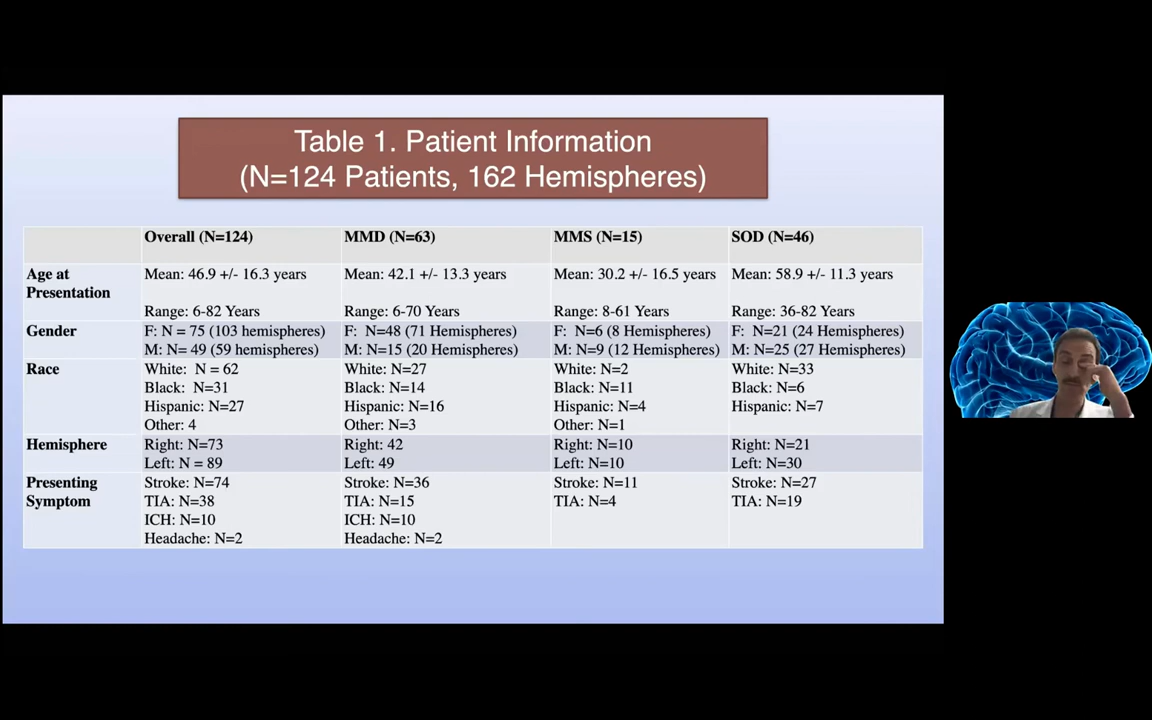 Table 1. Patient Information
(N=124 Patients, 162 Hemispheres)
Overall (N=124) MMD (N=63) MMS (N=15) SOD (N=46)
Age at Presentation Mean: 46.9 +/- 16.3 years Mean: 42.1 +/- 13.3 years Mean: 30.2 +/- 16.5 years Mean: 58.9 +/- 11.3 years
Range: 6-82 Years Range: 6-70 Years Range: 8-61 Years Range: 36-82 Years
Gender F: N = 75 (103 hemispheres) F: N=48 (71 Hemispheres) F: N=6 (8 Hemispheres) F: N=21 (24 Hemispheres)
M: N= 49 (59 hemispheres) M: N=15 (20 Hemispheres) M: N=9 (12 Hemispheres) M: N=25 (27 Hemispheres)
Race White: N = 62 White: N=27 White: N=2 White: N=33
Black: N=31 Black: N=14 Black: N=11 Black: N=6
Hispanic: N=27 Hispanic: N=16 Hispanic: N=4 Hispanic: N=7
Other: 4 Other: N=3 Other: N=1
Hemisphere Right: N=73 Right: 42 Right: N=10 Right: N=21
Left: N = 89 Left: 49 Left: N=10 Left: N=30
Presenting Symptom Stroke: N=74 Stroke: N=36 Stroke: N=11 Stroke: N=27
TIA: N=38 TIA: N=15 TIA: N=4 TIA: N=19
ICH: N=10 ICH: N=10
Headache: N=2 Headache: N=2